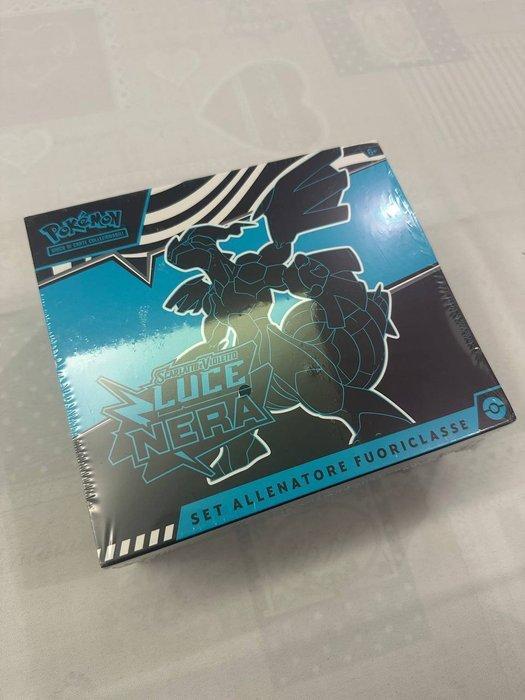 POKÉMON
GIOCO DI CARTE COLLEZIONABILI
6+
SCARLATTO E VIOLETTO
LUCE
NERA
SET ALLENATORE FUORICLASSE